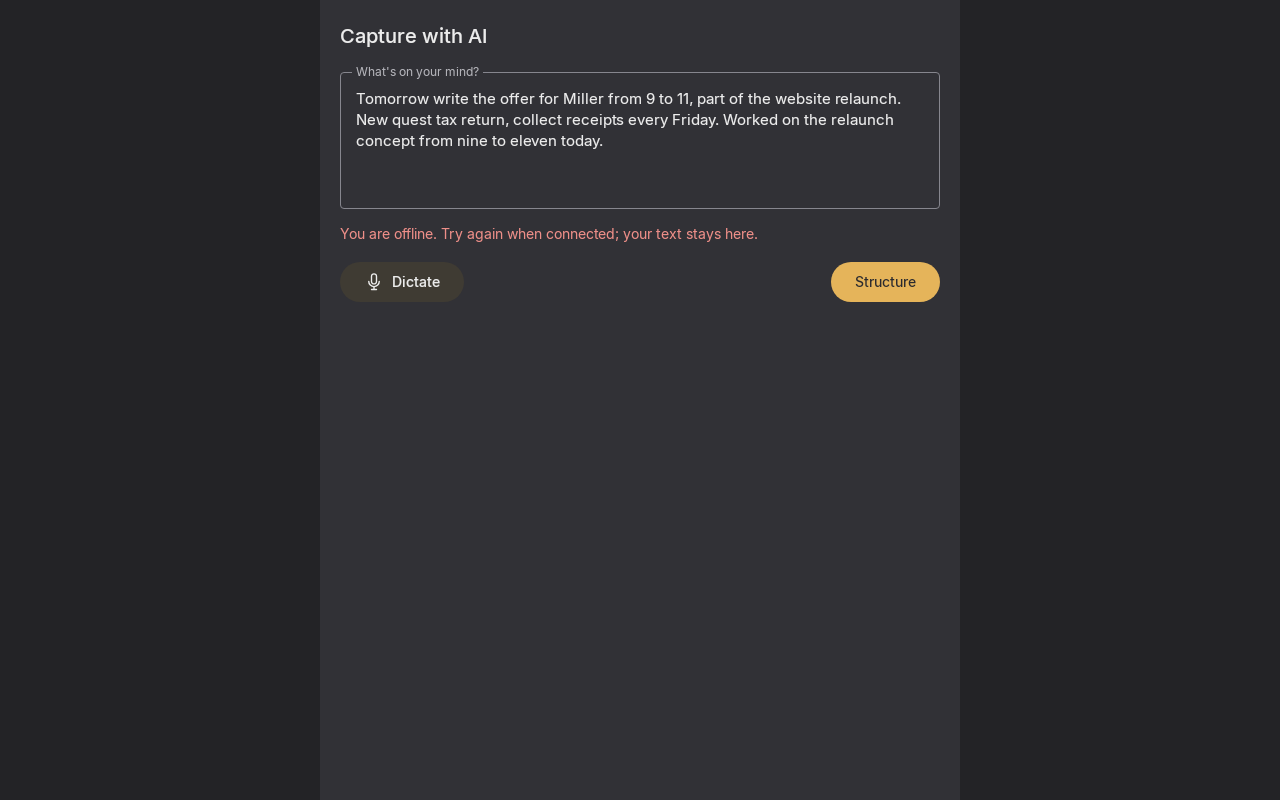 Capture with AI
What's on your mind?
Tomorrow write the offer for Miller from 9 to 11, part of the website relaunch.
New quest tax return, collect receipts every Friday. Worked on the relaunch
concept from nine to eleven today.
You are offline. Try again when connected; your text stays here.
Dictate
Structure